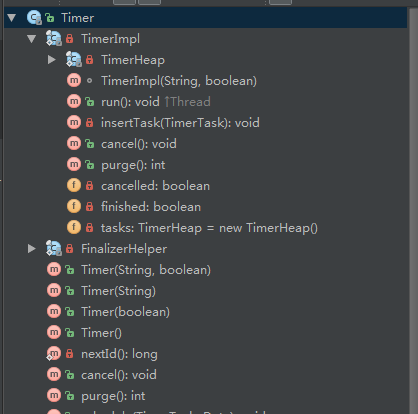 Timer
TimerImpl
TimerHeap
TimerImpl(String, boolean)
run(): void ↑Thread
insertTask(TimerTask): void
cancel(): void
purge(): int
cancelled: boolean
finished: boolean
tasks: TimerHeap = new TimerHeap()
FinalizerHelper
Timer(String, boolean)
Timer(String)
Timer(boolean)
Timer()
nextId(): long
cancel(): void
purge(): int